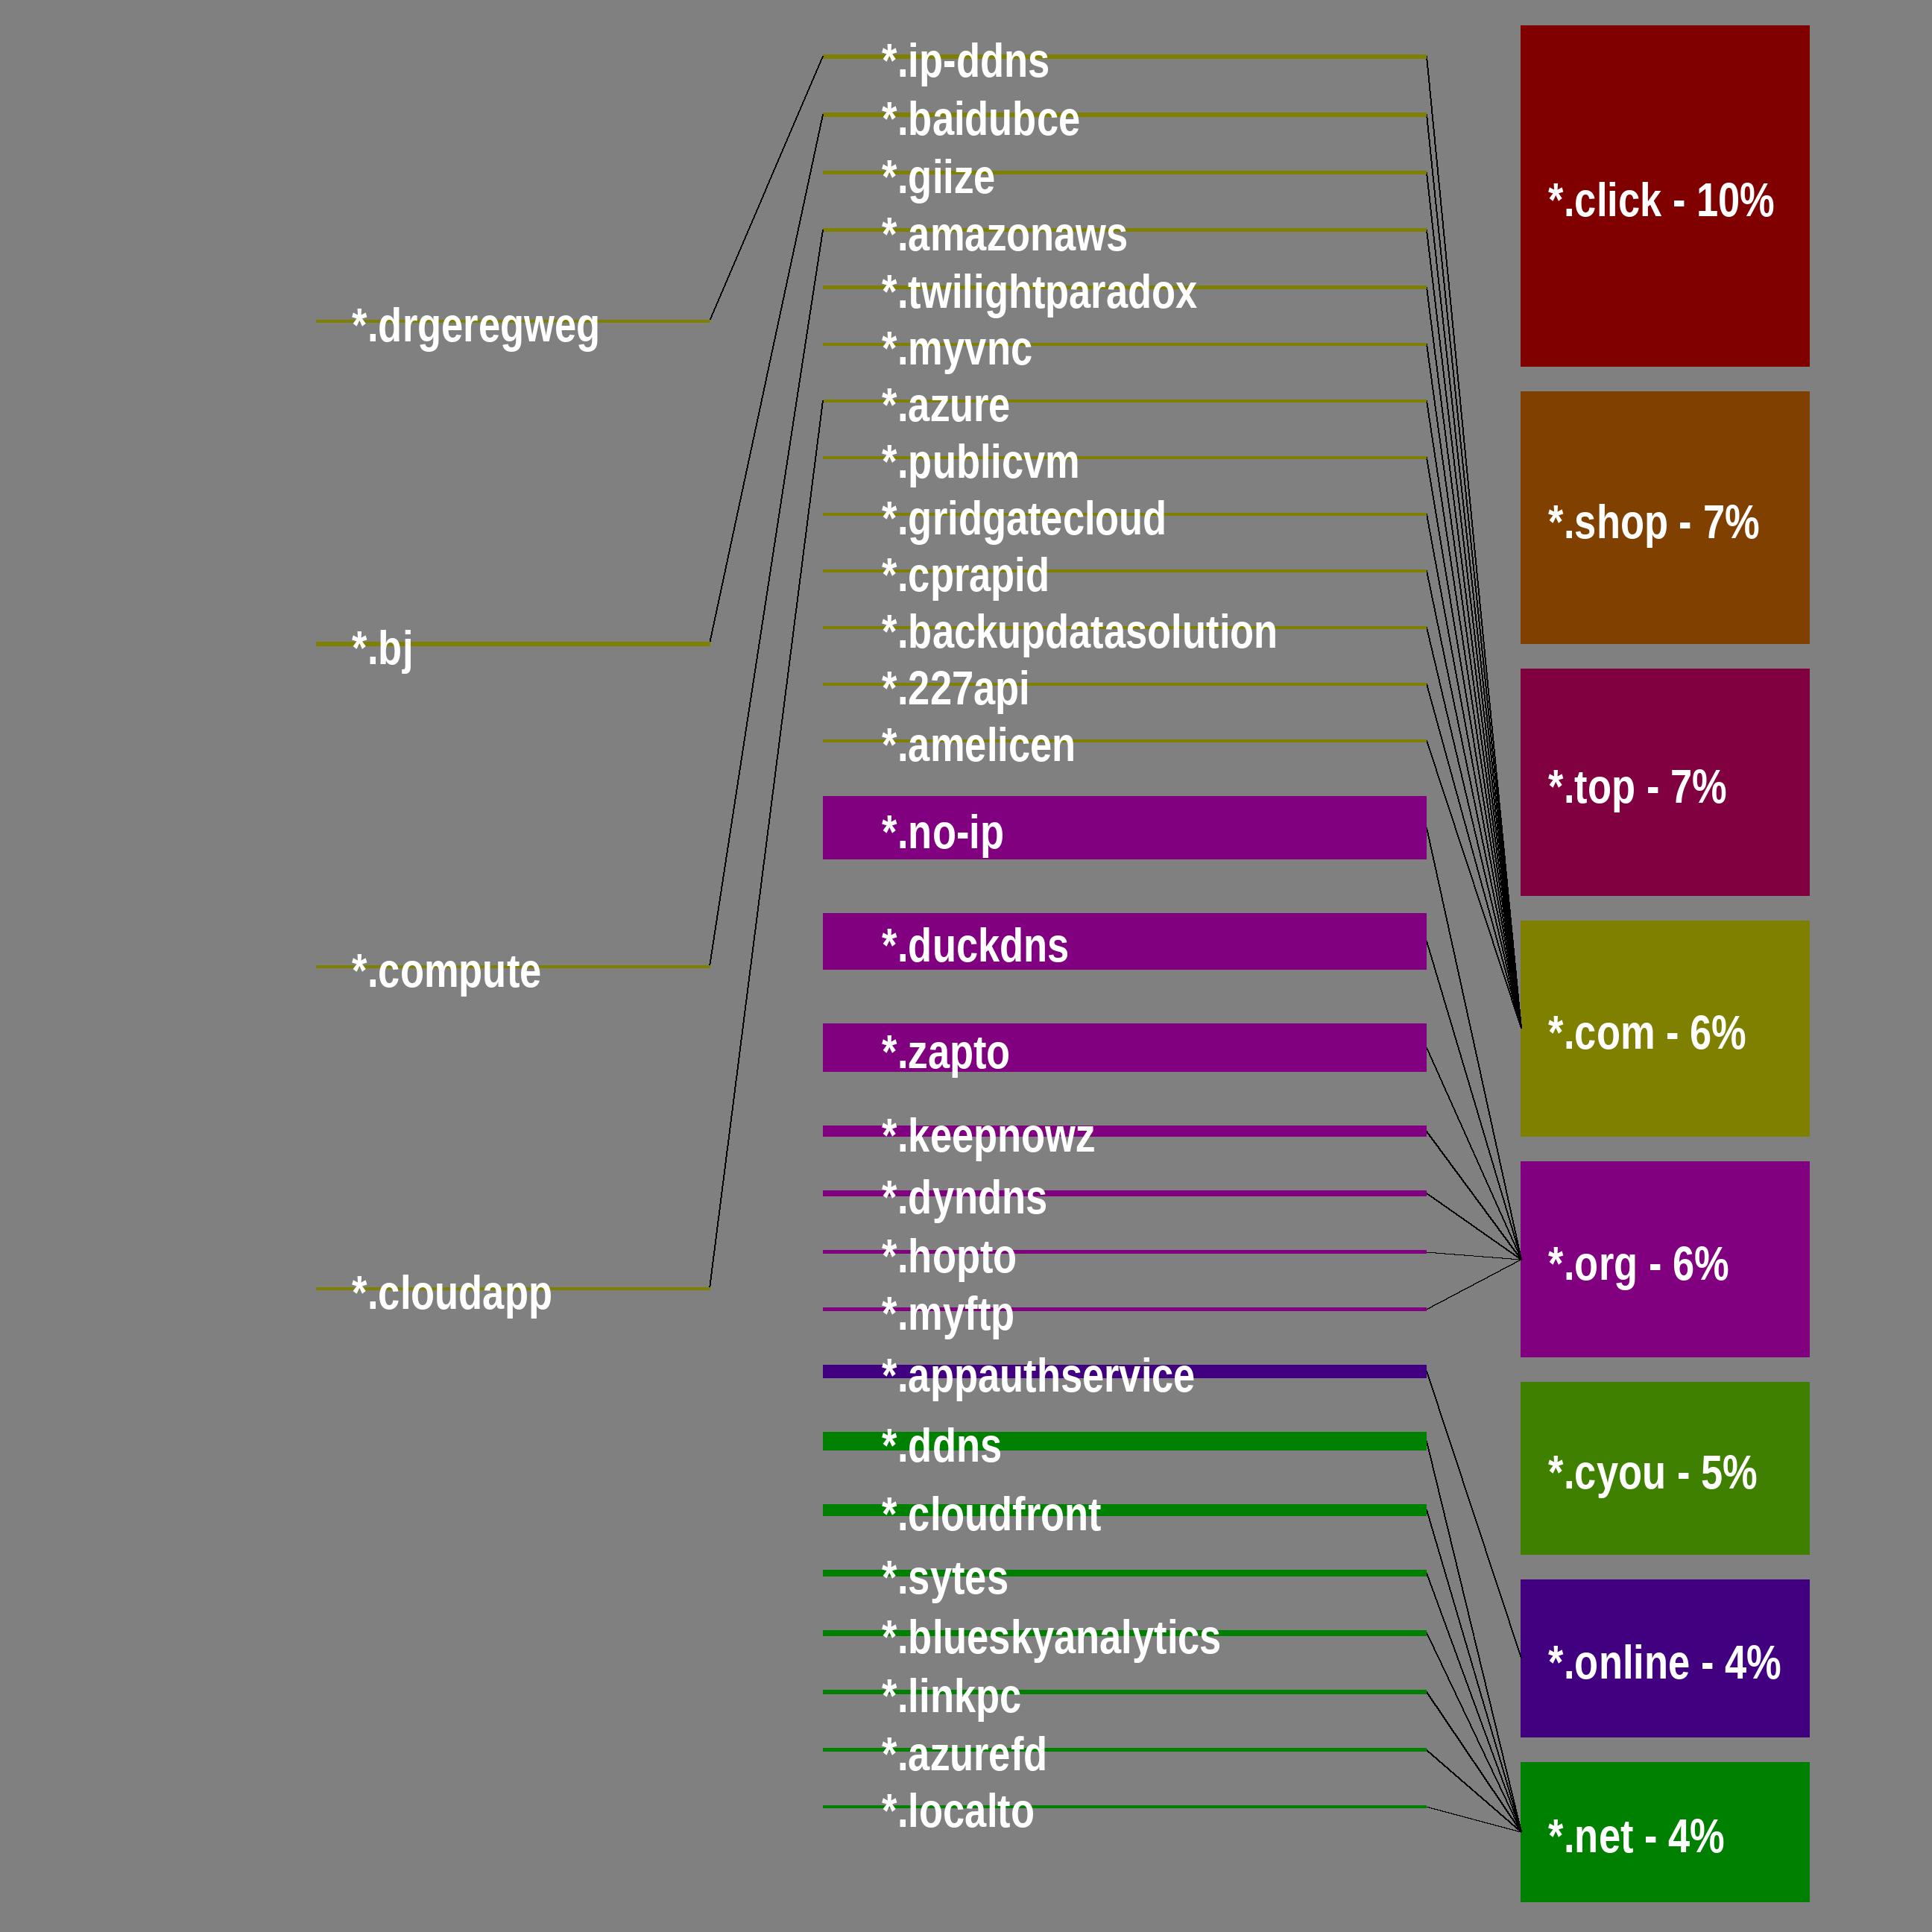 *.drgeregweg
*.bj
*.compute
*.cloudapp
*.ip-ddns
*.baidubce
*.giize
*.amazonaws
*.twilightparadox
*.myvnc
*.azure
*.publicvm
*.gridgatecloud
*.cprapid
*.backupdatasolution
*.227api
*.amelicen
*.no-ip
*.duckdns
*.zapto
*.keepnowz
*.dyndns
*.hopto
*.myftp
*.appauthservice
*.ddns
*.cloudfront
*.sytes
*.blueskyanalytics
*.linkpc
*.azurefd
*.localto
*.click - 10%
*.shop - 7%
*.top - 7%
*.com - 6%
*.org - 6%
*.cyou - 5%
*.online - 4%
*.net - 4%